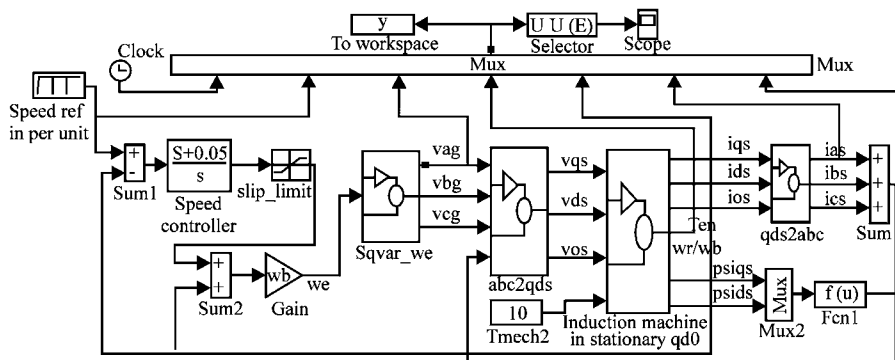 y
To workspace
U U (E)
Selector
Scope
Clock
Mux
Mux
Speed ref
in per unit
+
-
Sum1
S+0.05
s
Speed
controller
slip_limit
vag
vbg
vcg
Sqvar_we
abc2qds
vqs
vds
vos
iqs
ids
ios
Ten
wr/wb
qds2abc
ias
ibs
ics
+
+
+
Sum
+
+
Sum2
wb
Gain
we
10
Tmech2
Induction machine
in stationary qd0
psiqs
psids
Mux
Mux2
f (u)
Fcn1